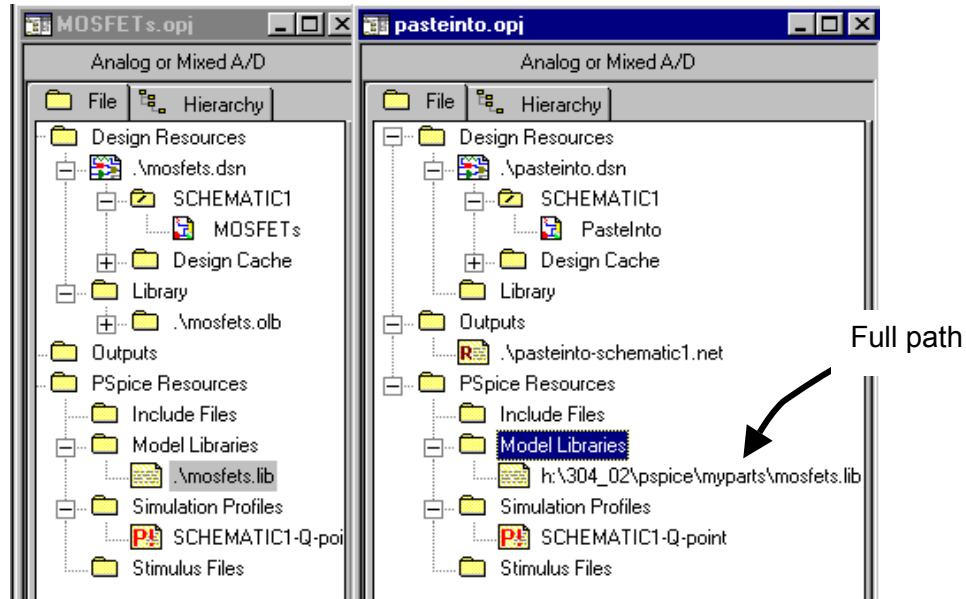 MOSFETs.opj
Analog or Mixed A/D
File
Hierarchy
Design Resources
.\mosfets.dsn
SCHEMATIC1
MOSFETs
Design Cache
Library
.\mosfets.olb
Outputs
PSpice Resources
Include Files
Model Libraries
.\mosfets.lib
Simulation Profiles
SCHEMATIC1-Q-poi
Stimulus Files
pasteinto.opj
Analog or Mixed A/D
File
Hierarchy
Design Resources
.\pasteinto.dsn
SCHEMATIC1
PasteInto
Design Cache
Library
Outputs
.\pasteinto-schematic1.net
PSpice Resources
Include Files
Model Libraries
h:\304_02\pspice\myparts\mosfets.lib
Simulation Profiles
SCHEMATIC1-Q-point
Stimulus Files
Full path